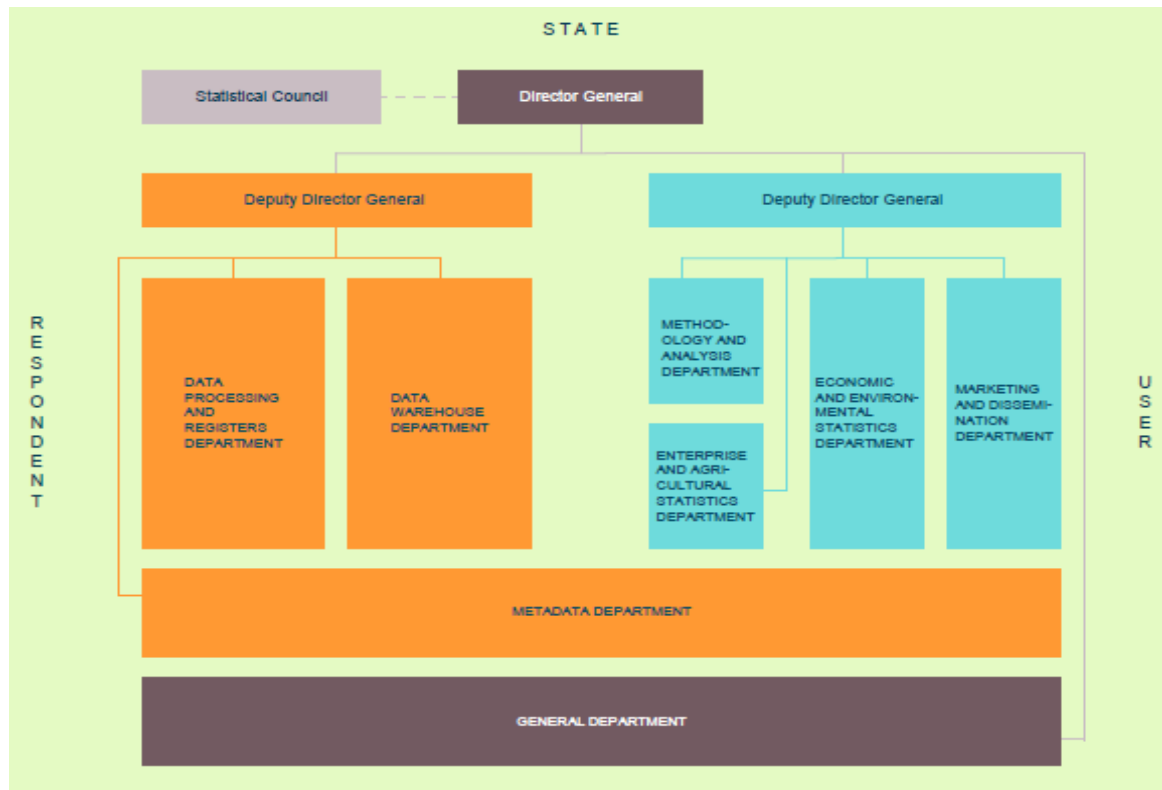 STATE
Statistical Council
Director General
Deputy Director General
Deputy Director General
RESPONDENT
DATA
PROCESSING
AND
REGISTERS
DEPARTMENT
DATA
WAREHOUSE
DEPARTMENT
METHOD-
OLOGY AND
ANALYSIS
DEPARTMENT
ENTERPRISE
AND AGRI-
CULTURAL
STATISTICS
DEPARTMENT
ECONOMIC
AND ENVIRON-
MENTAL
STATISTICS
DEPARTMENT
MARKETING
AND DISSEMI-
NATION
DEPARTMENT
USER
METADATA DEPARTMENT
GENERAL DEPARTMENT